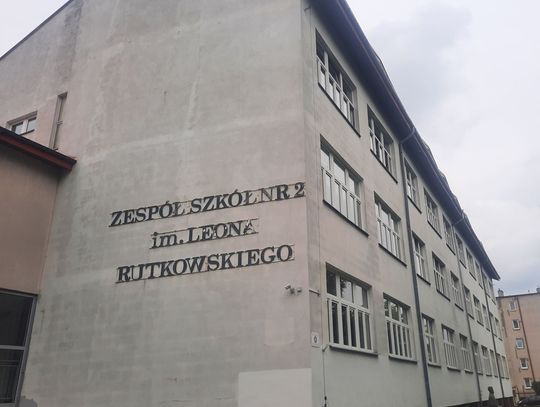 ZESPÓŁ SZKÓŁ NR 2
im. LEONA
RUTKOWSKIEGO